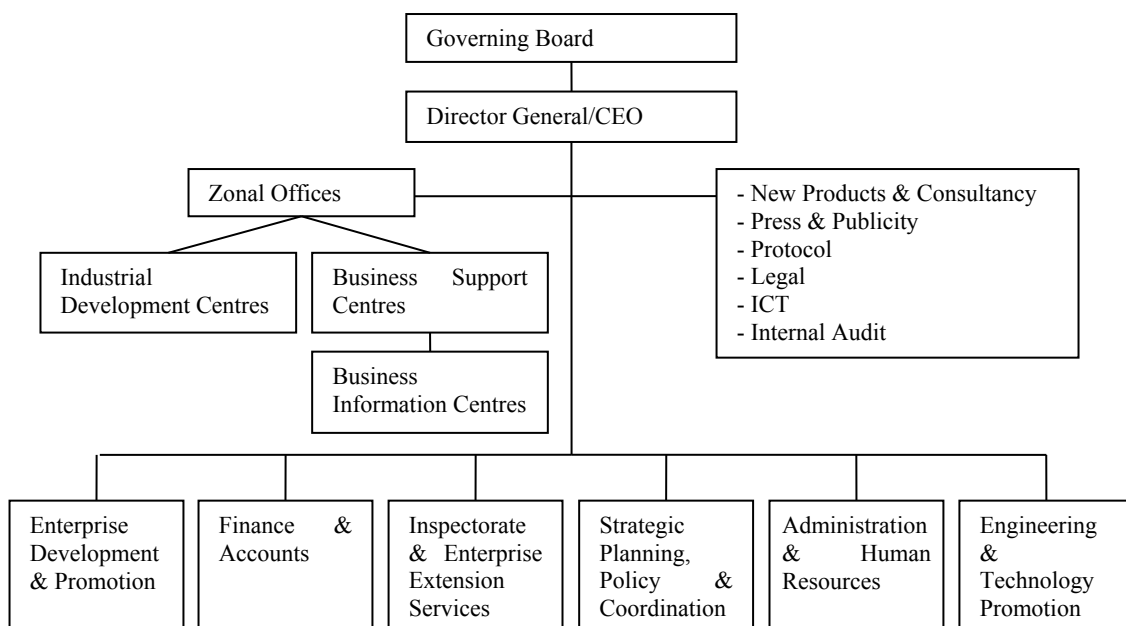 Governing Board
Director General/CEO
Zonal Offices
- New Products & Consultancy
- Press & Publicity
- Protocol
- Legal
- ICT
- Internal Audit
Industrial
Development Centres
Business Support
Centres
Business
Information Centres
Enterprise
Development
& Promotion
Finance &
Accounts
Inspectorate
& Enterprise
Extension
Services
Strategic
Planning,
Policy &
Coordination
Administration
& Human
Resources
Engineering
&
Technology
Promotion